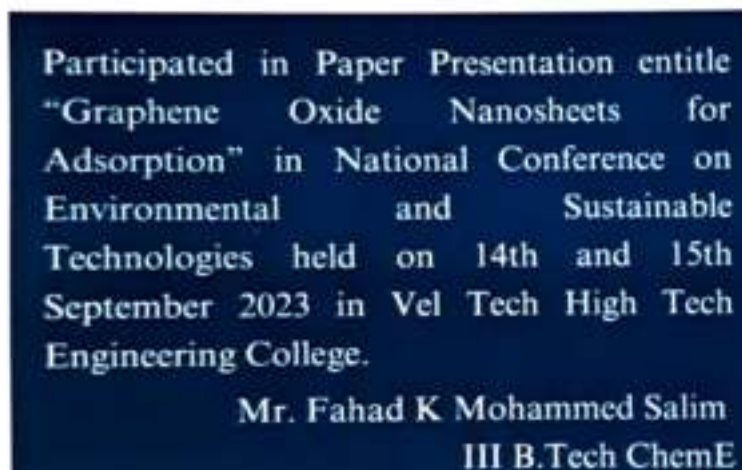 Participated in Paper Presentation entitle
“Graphene Oxide Nanosheets for
Adsorption” in National Conference on
Environmental and Sustainable
Technologies held on 14th and 15th
September 2023 in Vel Tech High Tech
Engineering College.
Mr. Fahad K Mohammed Salim
III B.Tech ChemE